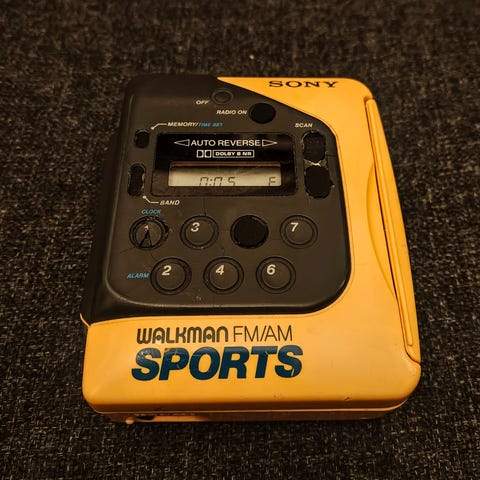 SONY
OFF
RADIO ON
MEMORY/TIME SET
SCAN
◁AUTO REVERSE▷
DOLBY B NR
0:05 F
BAND
CLOCK
1 3 7
ALARM 2 4 6
WALKMAN FM/AM
SPORTS